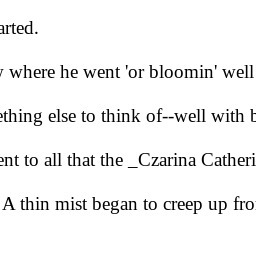 arted.
where he went 'or bloomin' well
ething else to think of--well with b
ent to all that the _Czarina Catheri
A thin mist began to creep up fro